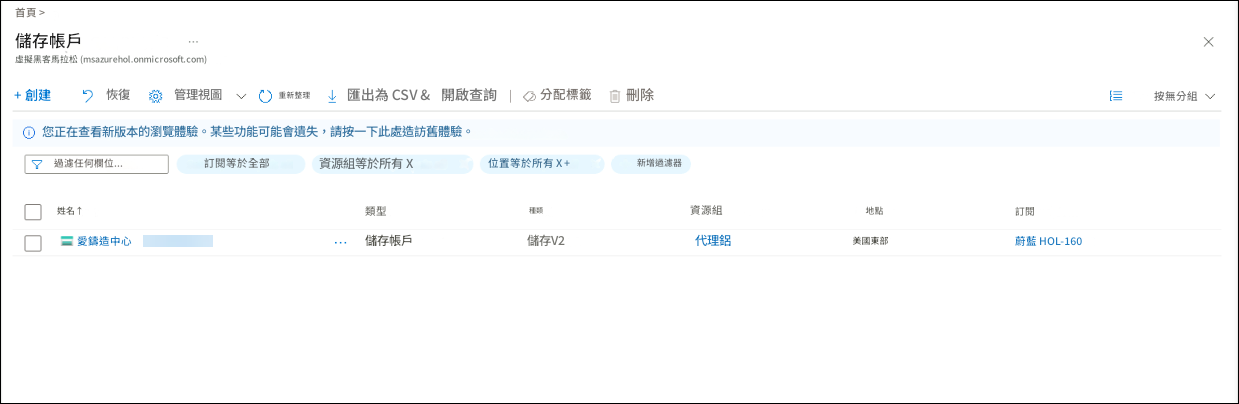 首頁 >
儲存帳戶 ...
虛擬黑客馬拉松 (msazurehol.onmicrosoft.com)
+ 創建 恢復 管理視圖 重新整理 匯出為 CSV & 開啟查詢 | 分配標籤 刪除 按無分組
您正在查看新版本的瀏覽體驗。某些功能可能會遺失，請按一下此處造訪舊體驗。
過濾任何欄位... 訂閱等於全部 資源組等於所有 X 位置等於所有 X + 新增過濾器
姓名 ↑ 類型 種類 資源組 地點 訂閱
愛鑄造中心 ... 儲存帳戶 儲存V2 代理鋁 美國東部 蔚藍 HOL-160